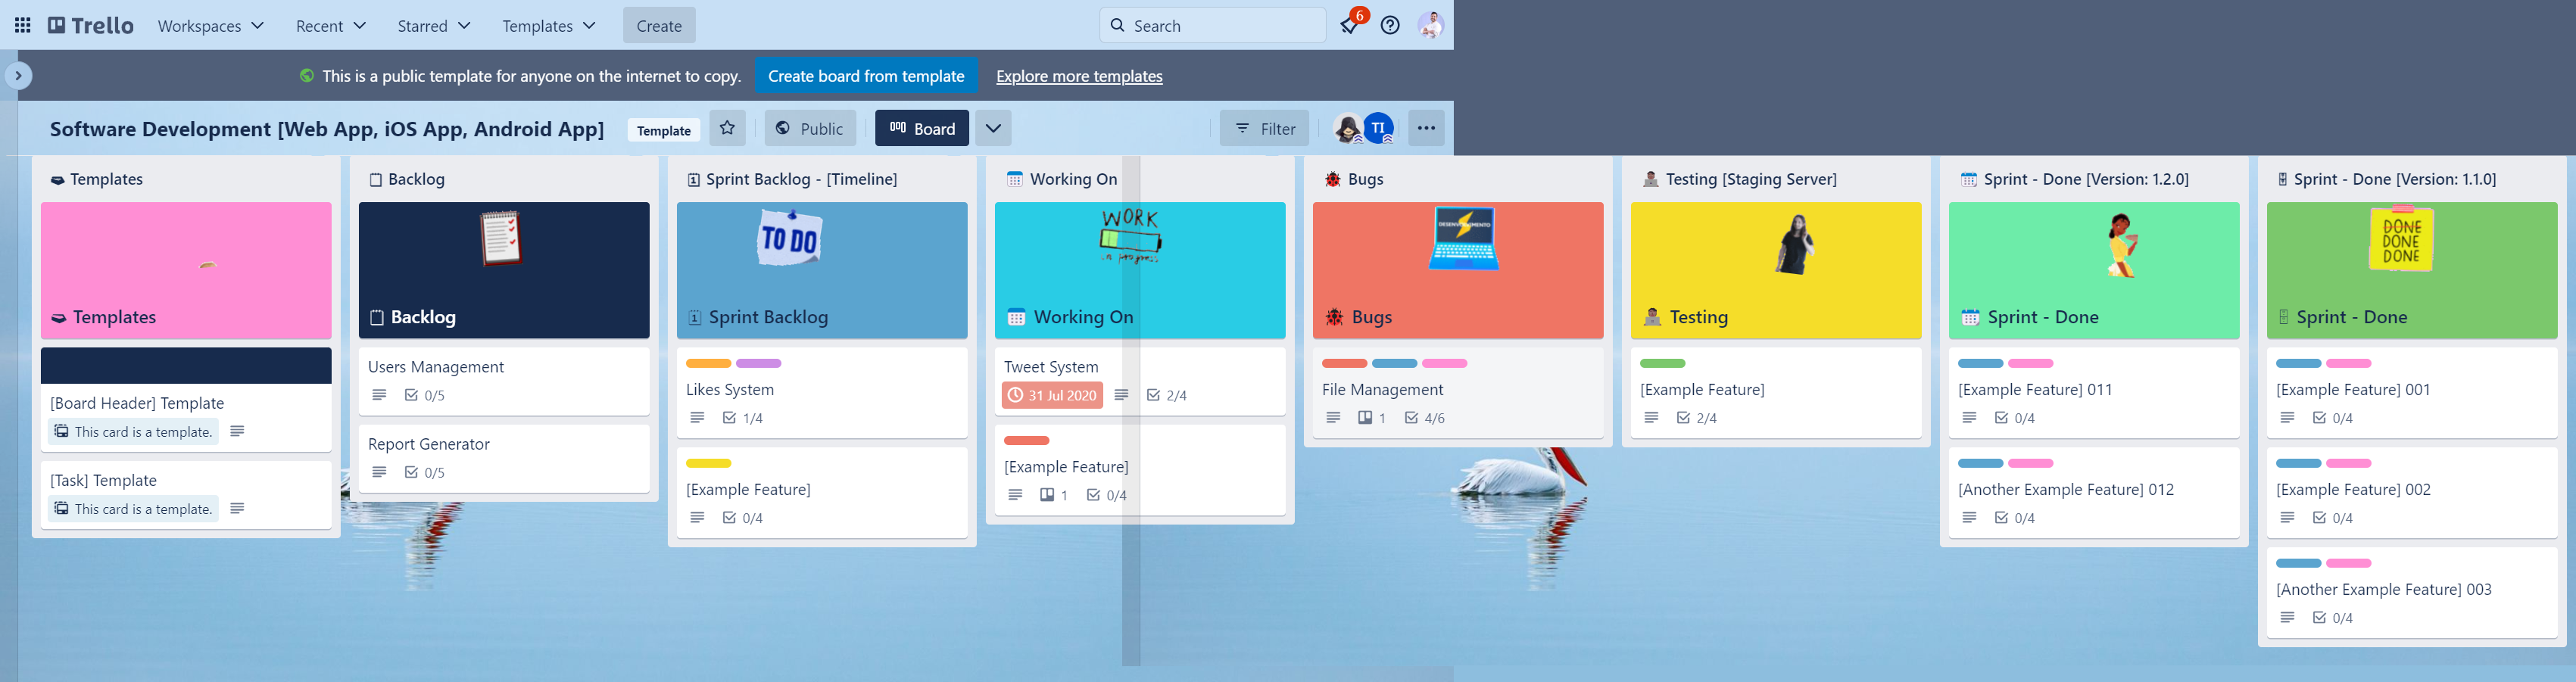 Trello
Workspaces
Recent
Starred
Templates
Create
Search
6
This is a public template for anyone on the internet to copy.
Create board from template
Explore more templates
Software Development [Web App, iOS App, Android App]
Template
Public
Board
Filter
TI
Templates
Templates
[Board Header] Template
This card is a template.
[Task] Template
This card is a template.
Backlog
Backlog
Users Management
0/5
Report Generator
0/5
Sprint Backlog - [Timeline]
TO DO
Sprint Backlog
Likes System
1/4
[Example Feature]
0/4
Working On
WORK
in progress
Working On
Tweet System
31 Jul 2020
2/4
[Example Feature]
1
0/4
Bugs
DESENVOLVIMENTO
Bugs
File Management
1
4/6
Testing [Staging Server]
Testing
[Example Feature]
2/4
Sprint - Done [Version: 1.2.0]
Sprint - Done
[Example Feature] 011
0/4
[Another Example Feature] 012
0/4
Sprint - Done [Version: 1.1.0]
DONE
DONE
DONE
Sprint - Done
[Example Feature] 001
0/4
[Example Feature] 002
0/4
[Another Example Feature] 003
0/4